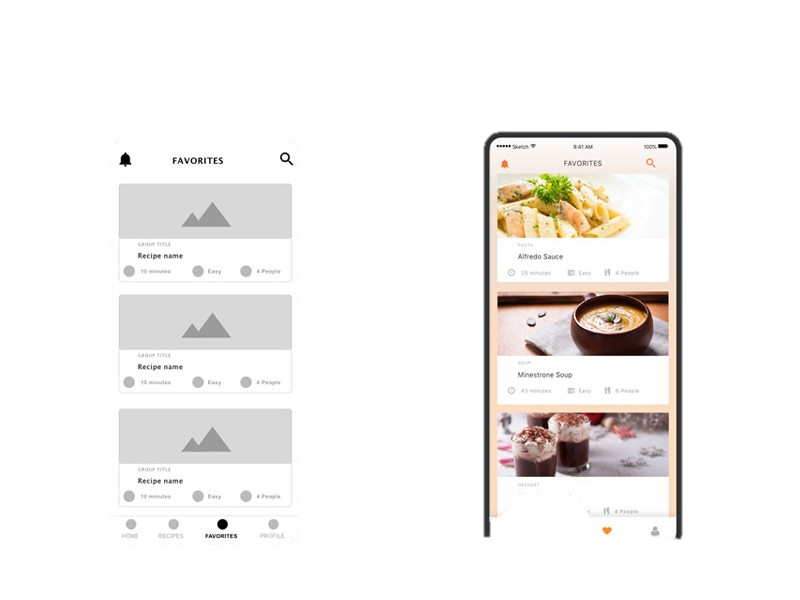 FAVORITES
GROUP TITLE
Recipe name
10 minutes Easy 4 People
GROUP TITLE
Recipe name
10 minutes Easy 4 People
GROUP TITLE
Recipe name
10 minutes Easy 4 People
HOME RECIPES FAVORITES PROFILE
Sketch 9:41 AM 100%
FAVORITES
PASTA
Alfredo Sauce
25 minutes Easy 4 People
SOUP
Minestrone Soup
45 minutes Easy 8 People
DESSERT
4 People